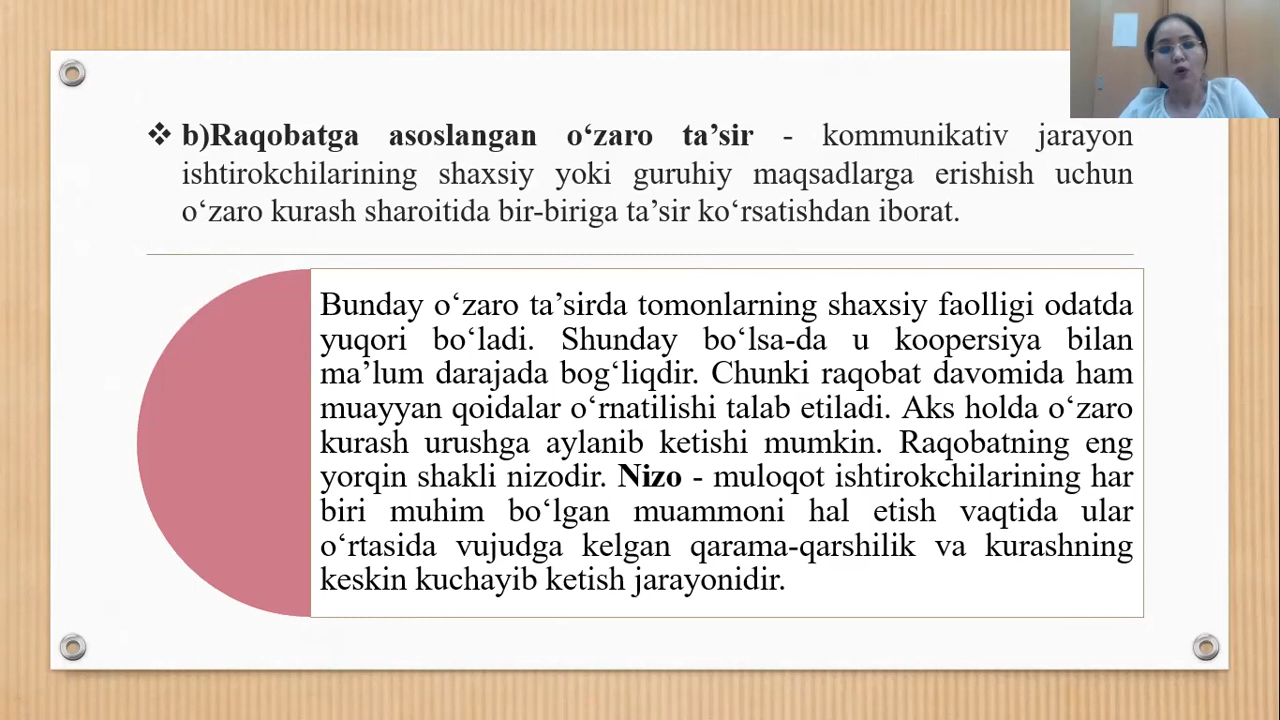 ❖ b)Raqobatga asoslangan o‘zaro ta’sir - kommunikativ jarayon
ishtirokchilarining shaxsiy yoki guruhiy maqsadlarga erishish uchun
o‘zaro kurash sharoitida bir-biriga ta’sir ko‘rsatishdan iborat.
Bunday o‘zaro ta’sirda tomonlarning shaxsiy faolligi odatda
yuqori bo‘ladi. Shunday bo‘lsa-da u koopersiya bilan
ma’lum darajada bog‘liqdir. Chunki raqobat davomida ham
muayyan qoidalar o‘rnatilishi talab etiladi. Aks holda o‘zaro
kurash urushga aylanib ketishi mumkin. Raqobatning eng
yorqin shakli nizodir. Nizo - muloqot ishtirokchilarining har
biri muhim bo‘lgan muammoni hal etish vaqtida ular
o‘rtasida vujudga kelgan qarama-qarshilik va kurashning
keskin kuchayib ketish jarayonidir.